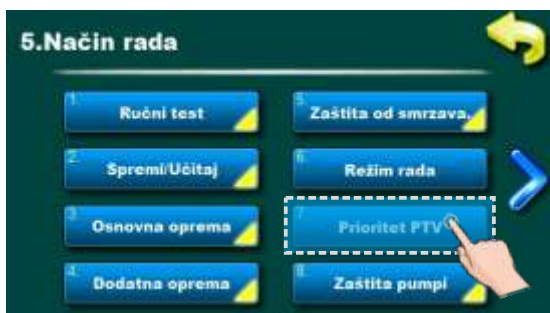 5.Način rada
1. Ručni test
2. Spremi/Učitaj
3. Osnovna oprema
4. Dodatna oprema
5. Zaštita od smrzava.
6. Režim rada
7. Prioritet PTV
8. Zaštita pumpi